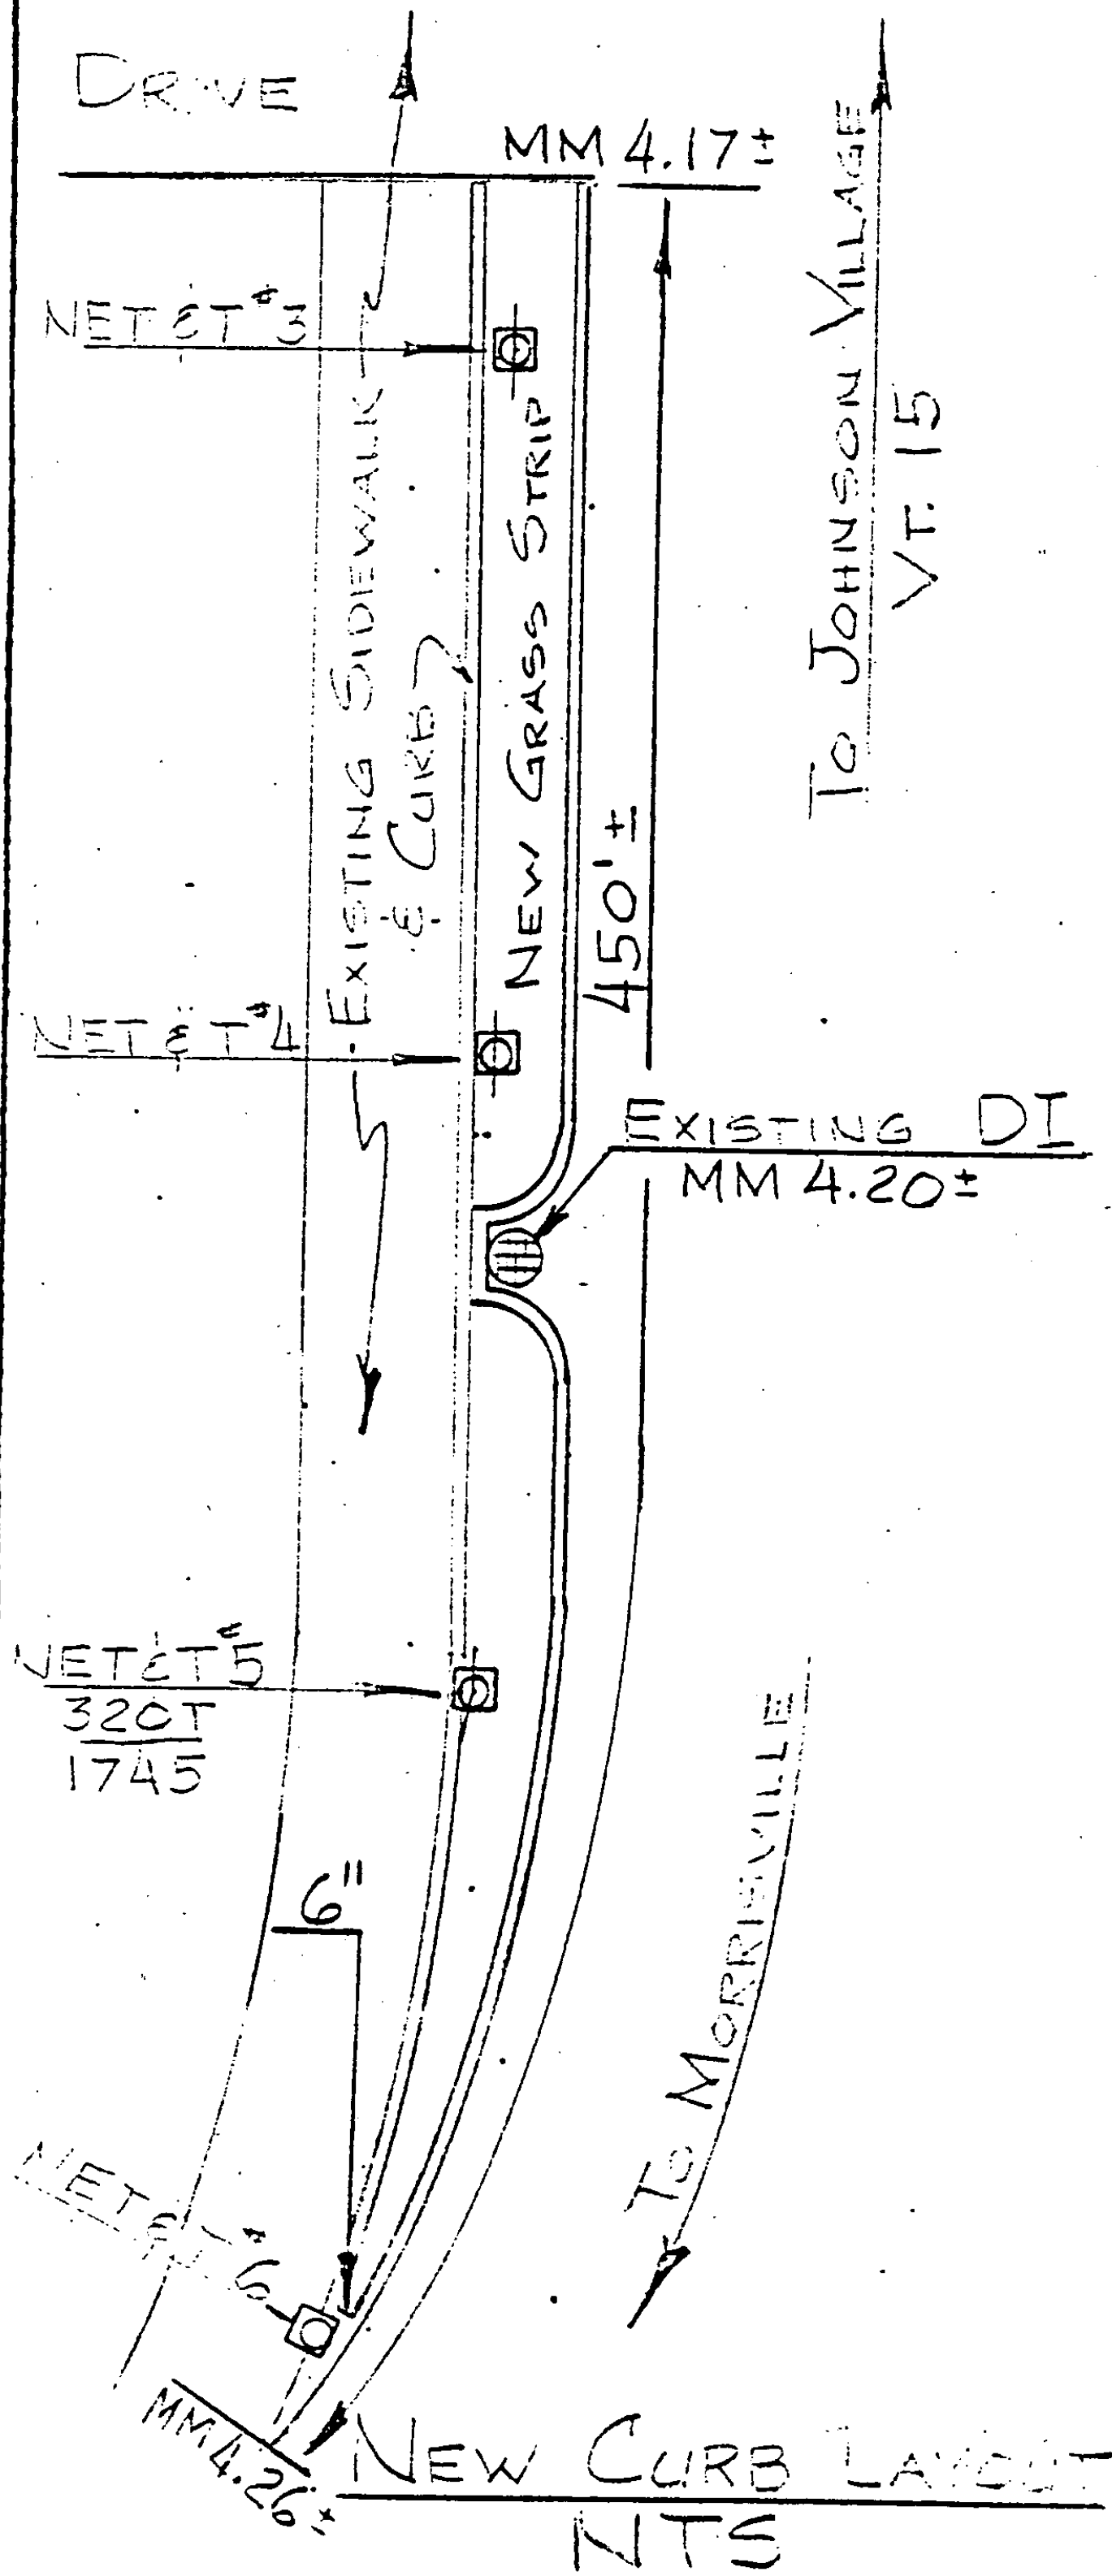 DRIVE
MM 4.17±
NET & T #3
EXISTING SIDEWALK
& CURB
NEW GRASS STRIP
TO JOHNSON VILLAGE
VT. 15
450'±
NET & T #4
EXISTING DI
MM 4.20±
NET & T #5
320T
1745
6"
TO MORRISVILLE
NET & T #6
MM 4.26±
NEW CURB LAYOUT
NTS